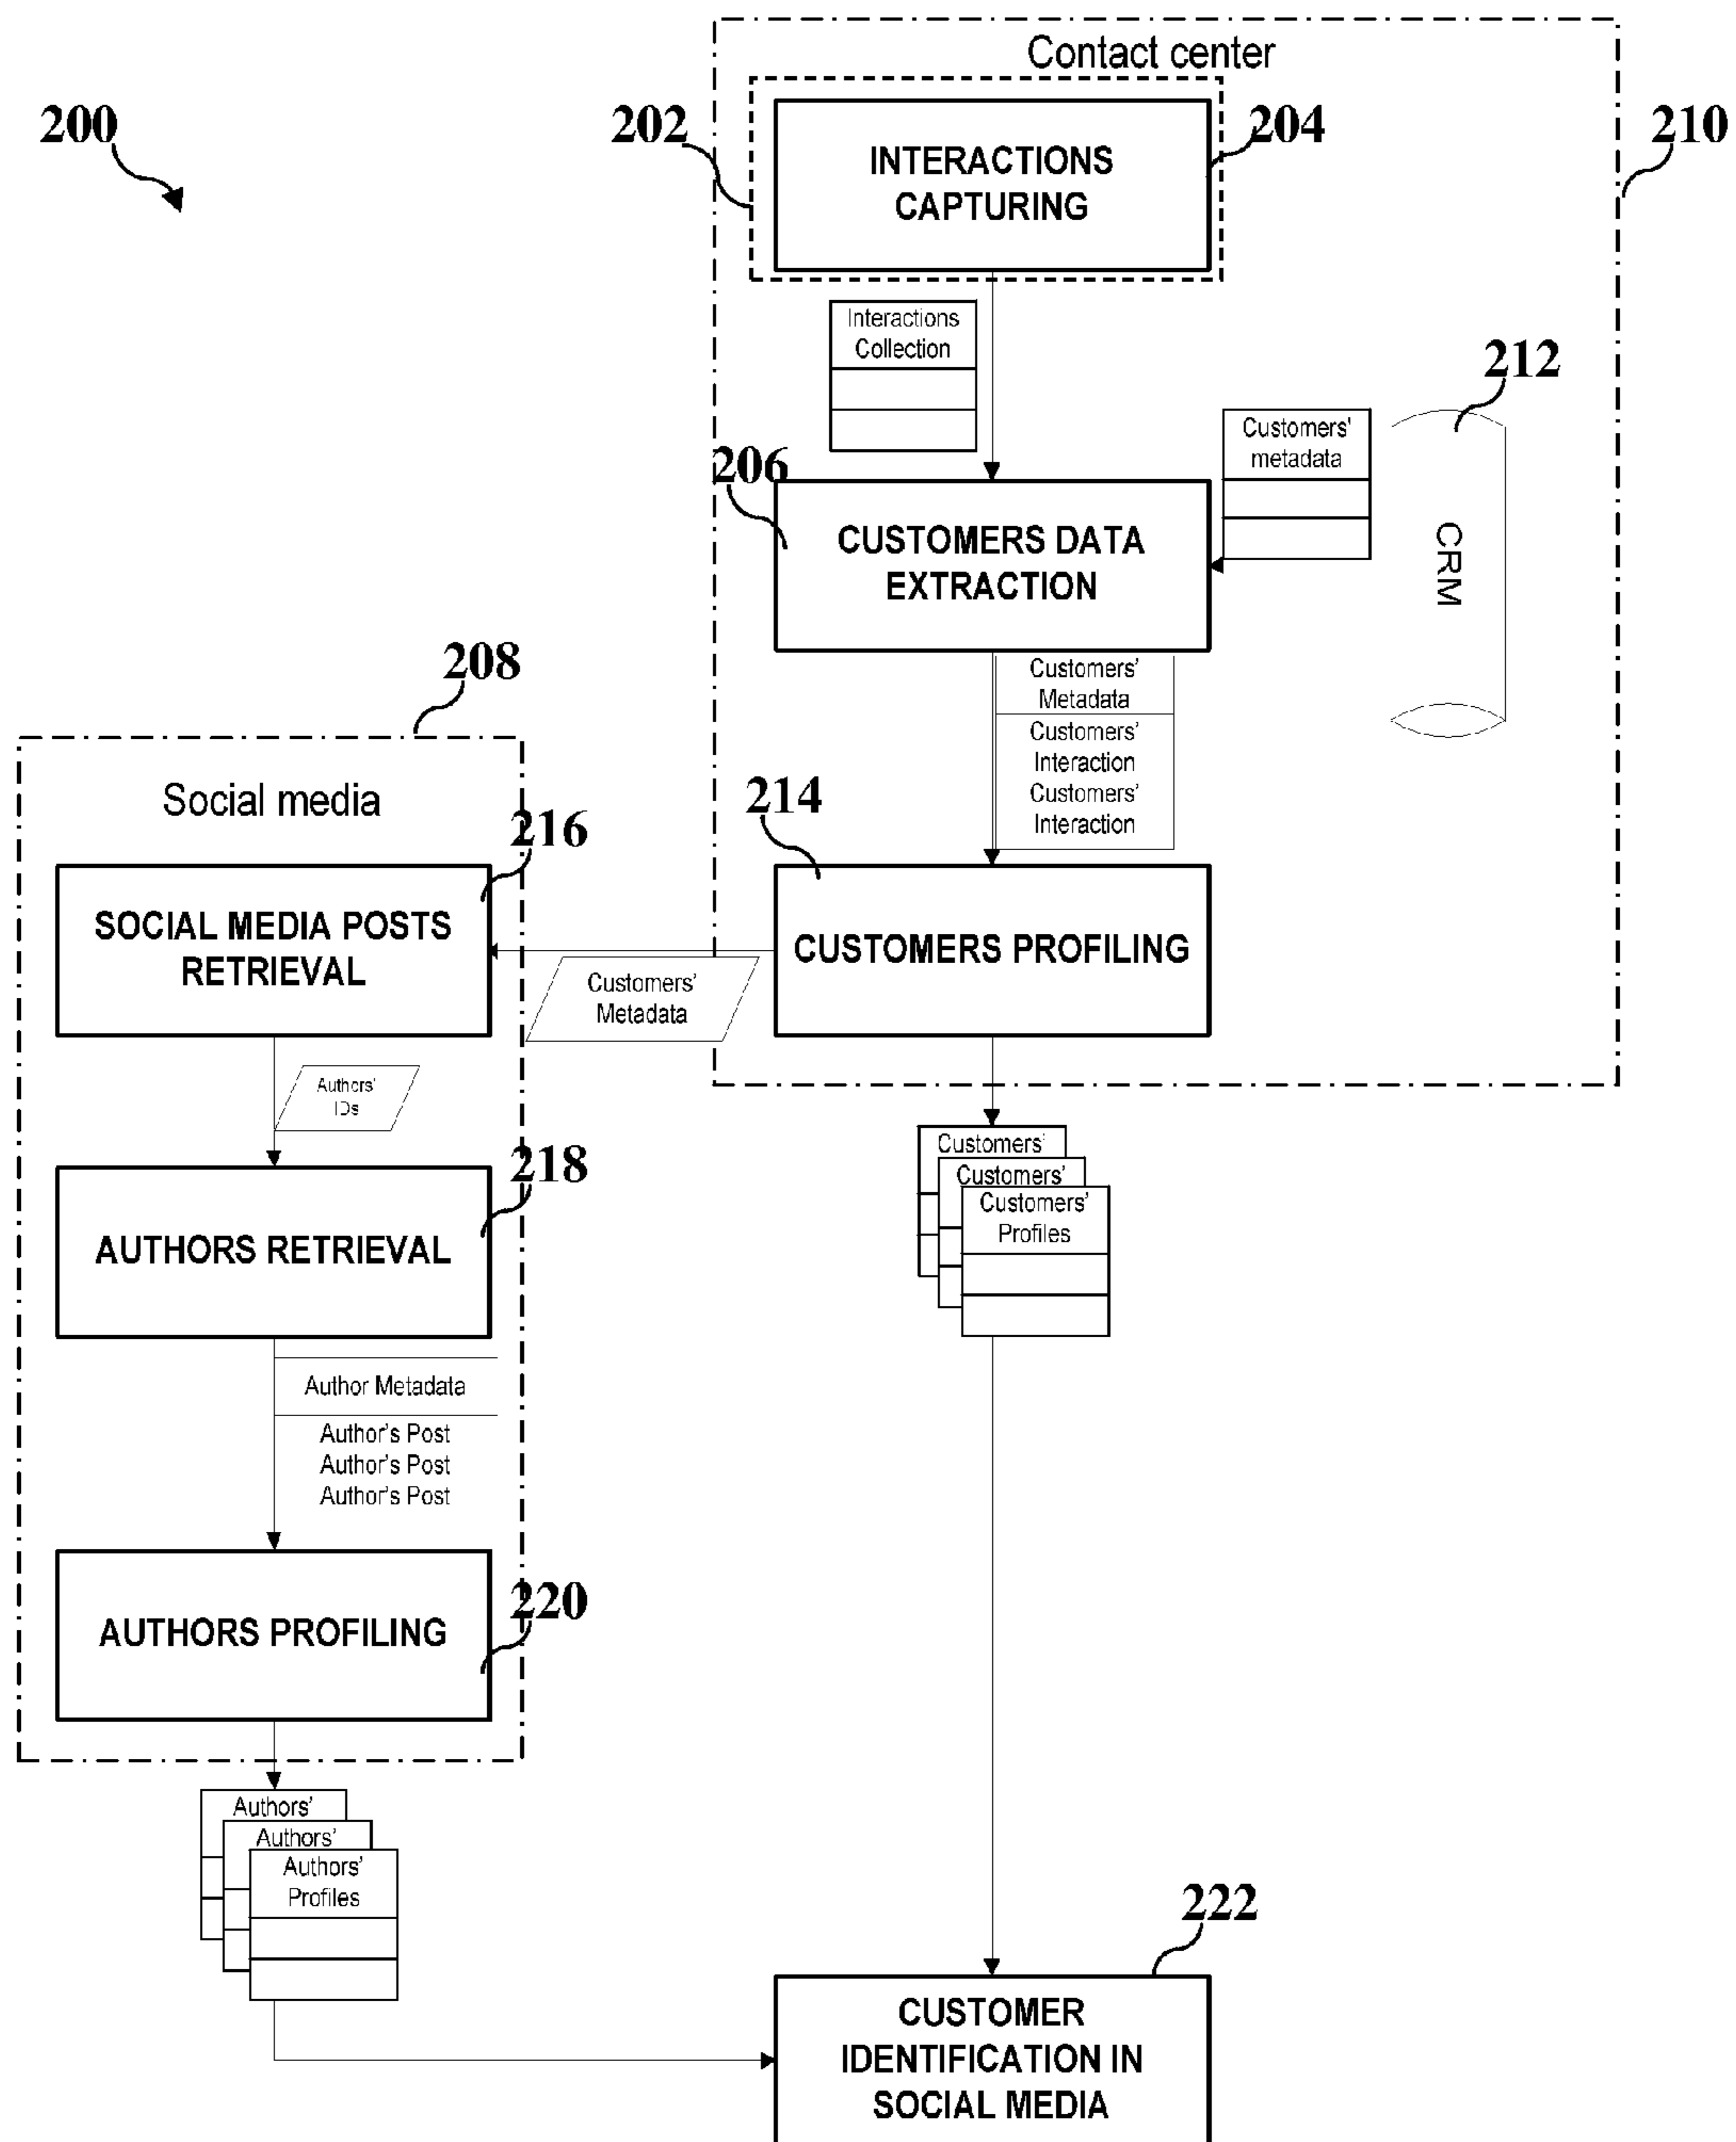 Contact center
200
202
204
210
INTERACTIONS
CAPTURING
Interactions
Collection
212
Customers'
metadata
CRM
206
CUSTOMERS DATA
EXTRACTION
208
Customers'
Metadata
Customers'
Interaction
Customers'
Interaction
Social media
214
216
SOCIAL MEDIA POSTS
RETRIEVAL
CUSTOMERS PROFILING
Customers'
Metadata
Authors'
IDs
218
Customers'
Customers'
Customers'
Profiles
AUTHORS RETRIEVAL
Author Metadata
Author's Post
Author's Post
Author's Post
220
AUTHORS PROFILING
Authors'
Authors'
Authors'
Profiles
222
CUSTOMER
IDENTIFICATION IN
SOCIAL MEDIA